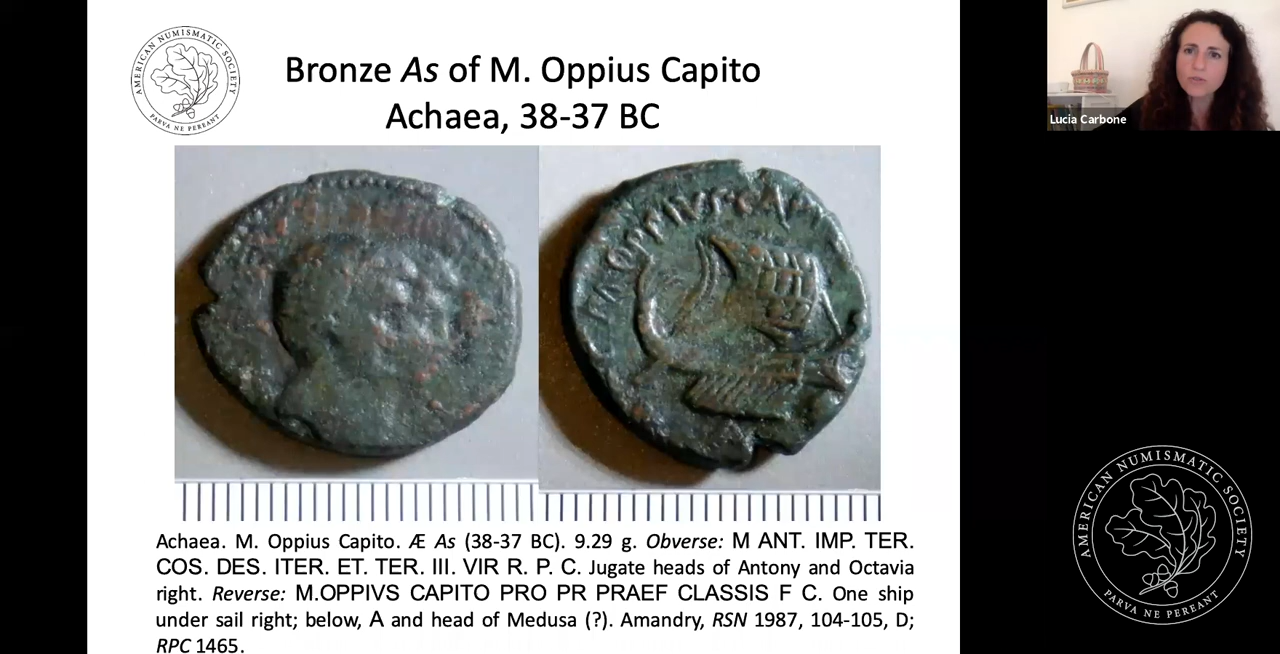 AMERICAN NUMISMATIC SOCIETY
PARVA NE PEREANT
Bronze As of M. Oppius Capito
Achaea, 38-37 BC
Lucia Carbone
Achaea. M. Oppius Capito. Æ As (38-37 BC). 9.29 g. Obverse: M ANT. IMP. TER.
COS. DES. ITER. ET. TER. III. VIR R. P. C. Jugate heads of Antony and Octavia
right. Reverse: M.OPPIVS CAPITO PRO PR PRAEF CLASSIS F C. One ship
under sail right; below, A and head of Medusa (?). Amandry, RSN 1987, 104-105, D;
RPC 1465.
AMERICAN NUMISMATIC SOCIETY
PARVA NE PEREANT